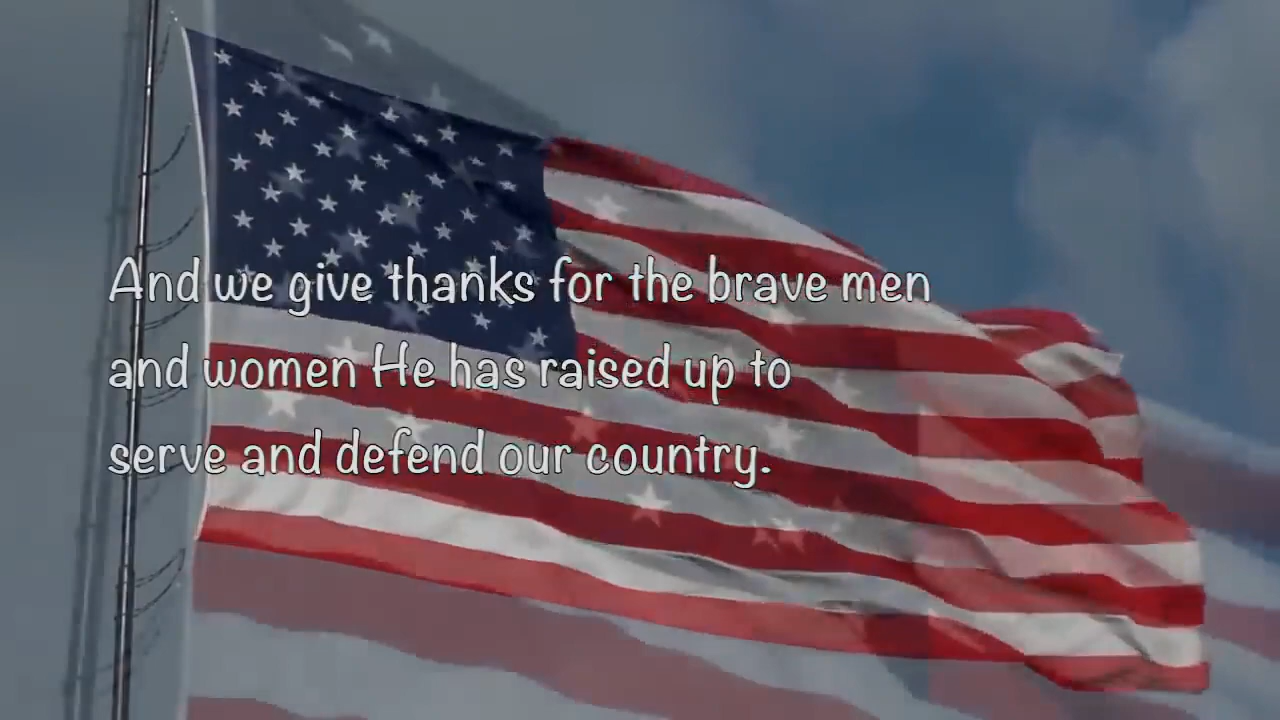 And we give thanks for the brave men
and women He has raised up to
serve and defend our country.